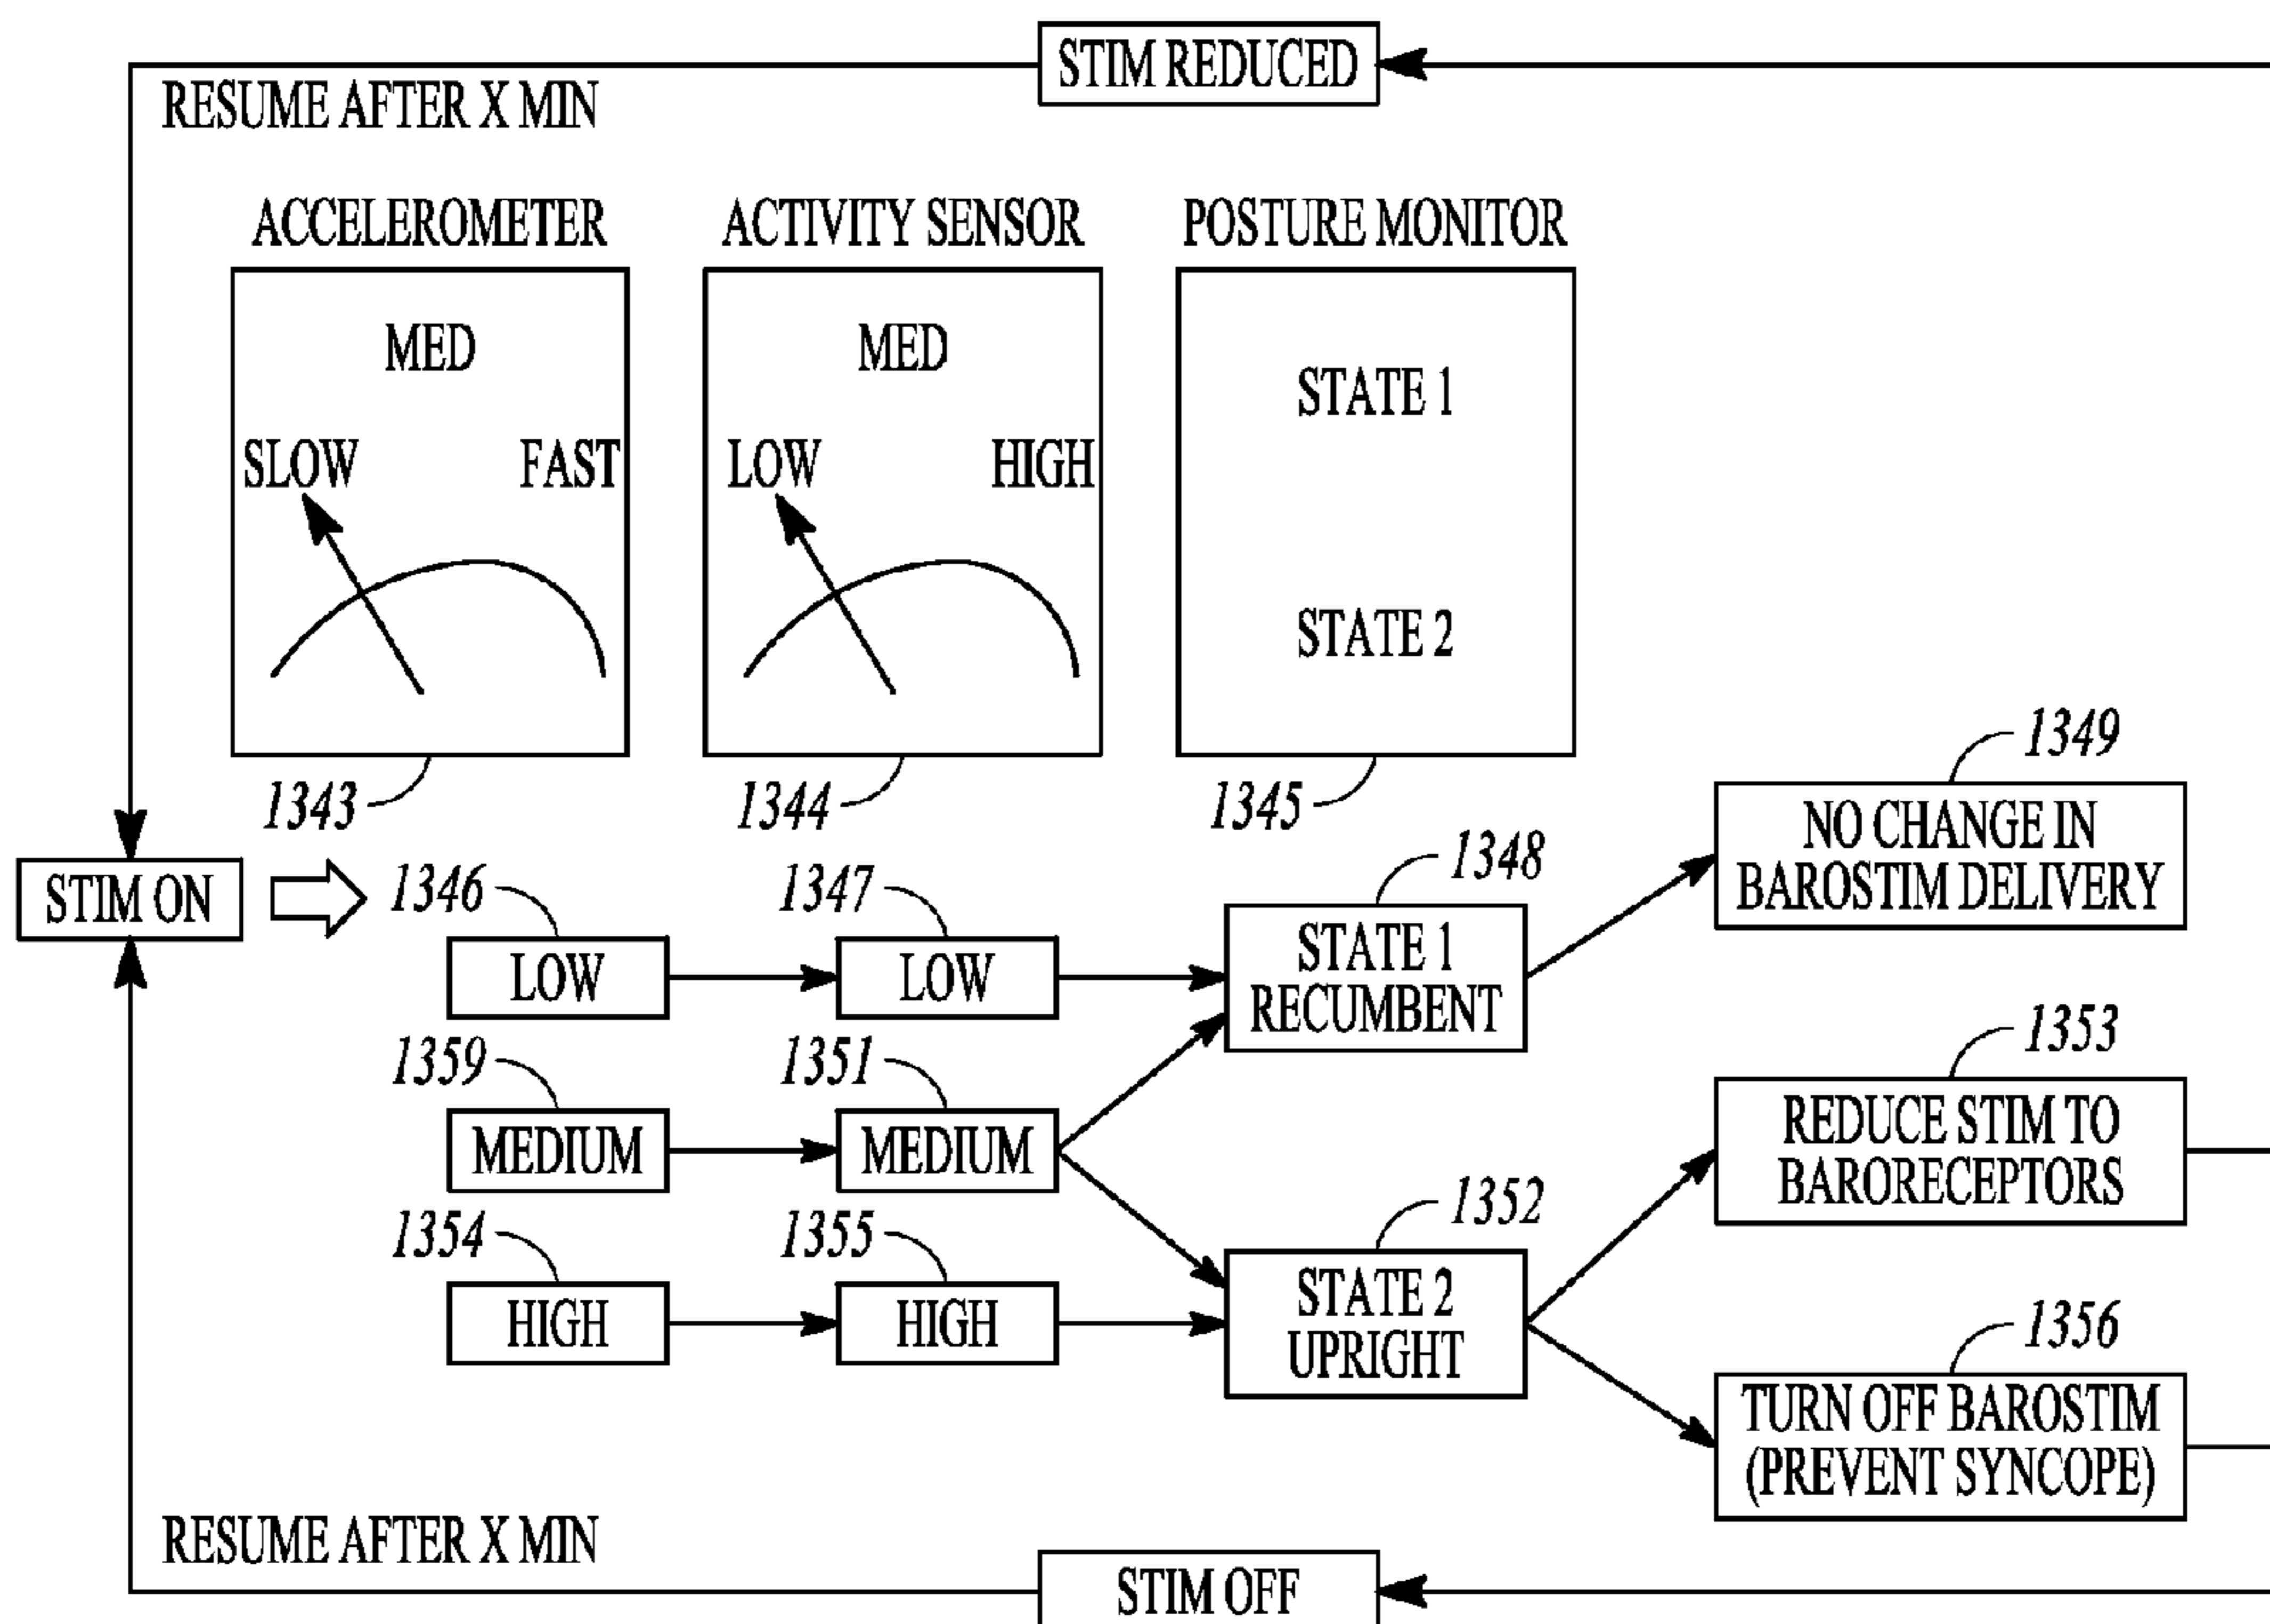 STIM REDUCED
RESUME AFTER X MIN
ACCELEROMETER
ACTIVITY SENSOR
POSTURE MONITOR
MED
SLOW
FAST
MED
LOW
HIGH
STATE 1
STATE 2
1343
1344
1345
1349
NO CHANGE IN
BAROSTIM DELIVERY
STIM ON
1346
LOW
1347
LOW
1348
STATE 1
RECUMBENT
1359
MEDIUM
1351
MEDIUM
1353
REDUCE STIM TO
BARORECEPTORS
1354
HIGH
1355
HIGH
1352
STATE 2
UPRIGHT
1356
TURN OFF BAROSTIM
(PREVENT SYNCOPE)
RESUME AFTER X MIN
STIM OFF